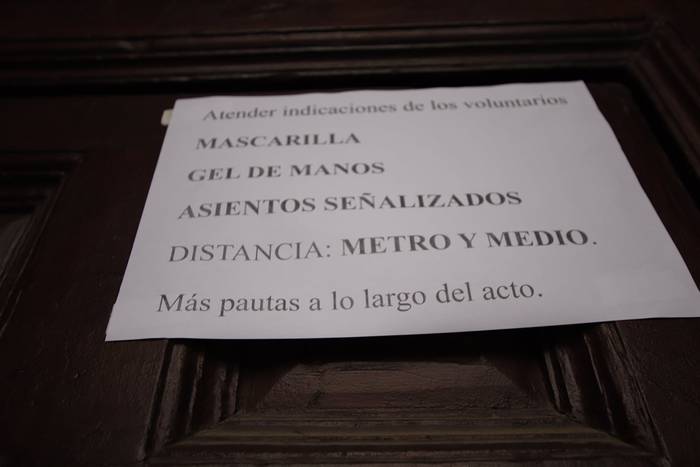 Atender indicaciones de los voluntarios
MASCARILLA
GEL DE MANOS
ASIENTOS SEÑALIZADOS
DISTANCIA: METRO Y MEDIO.
Más pautas a lo largo del acto.